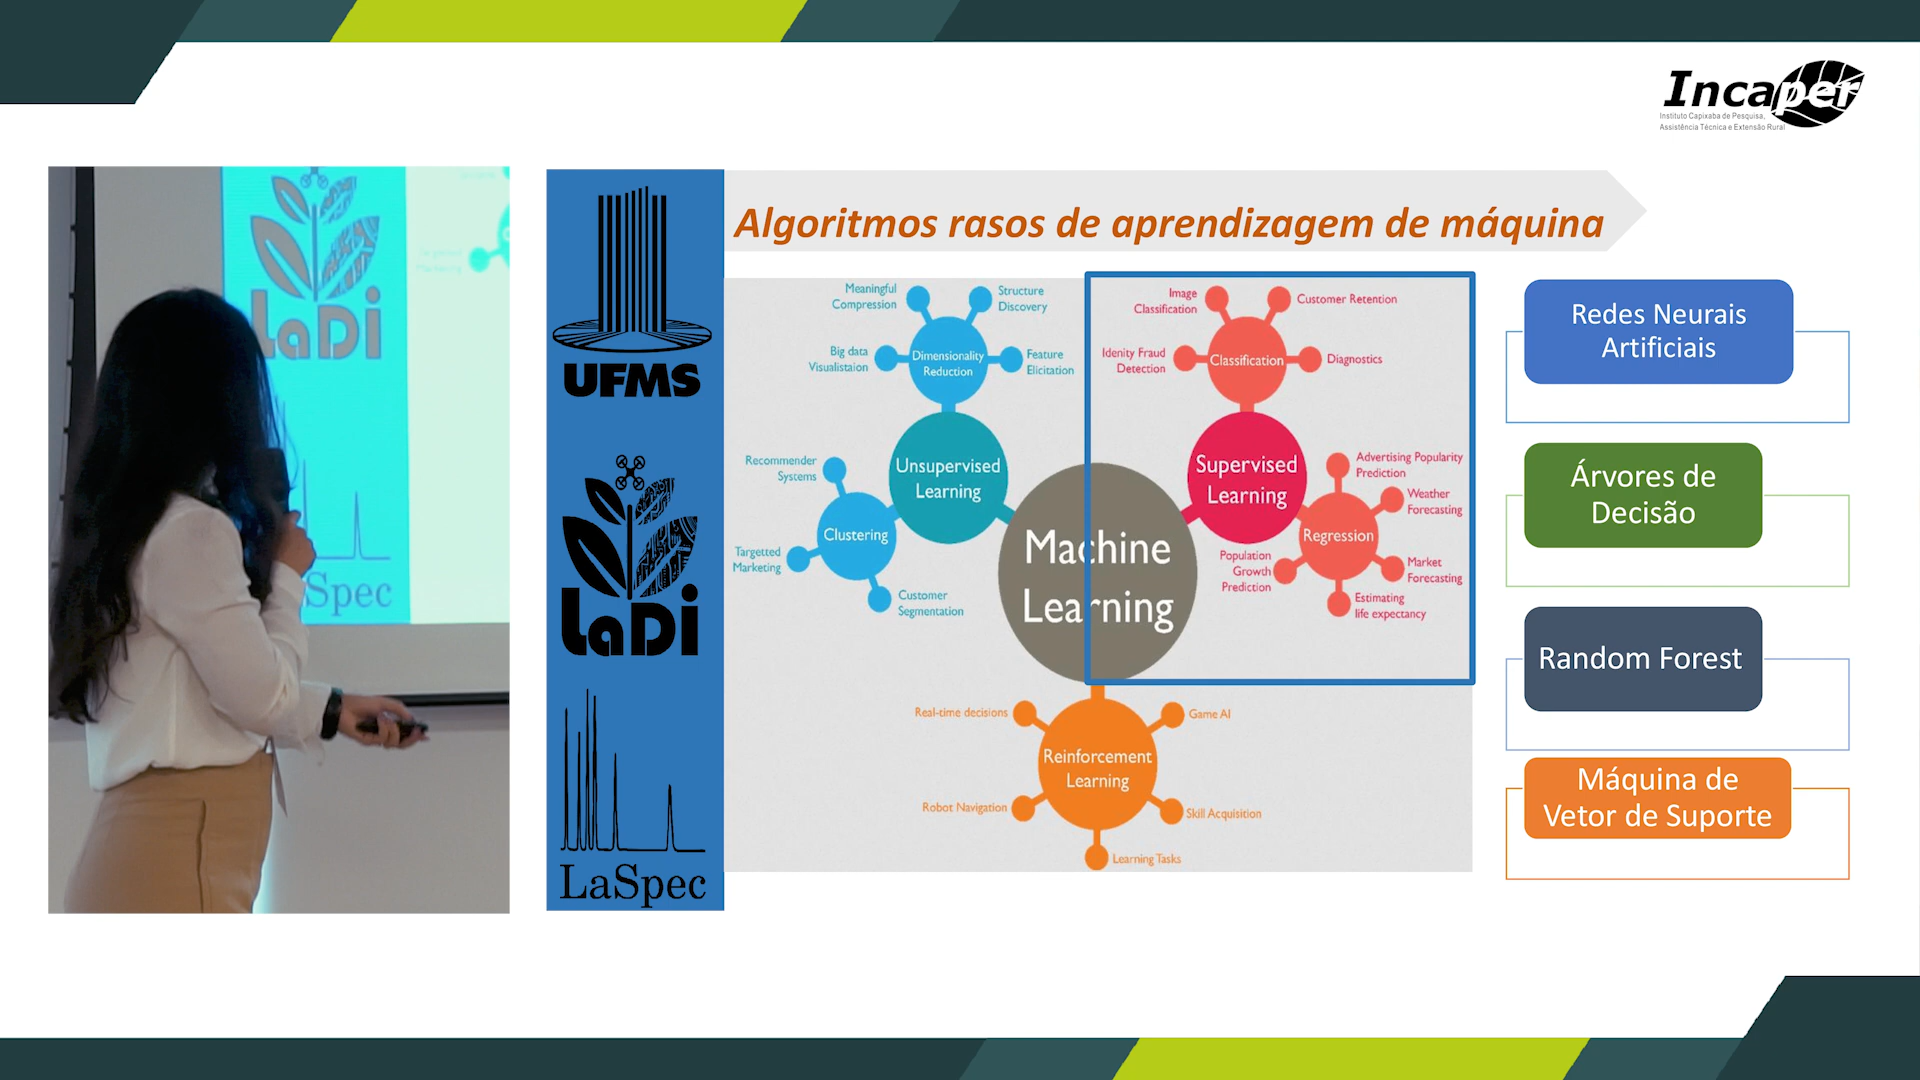 Incaper
Instituto Capixaba de Pesquisa,
Assistência Técnica e Extensão Rural
LaDi
Spec
UFMS
LaDi
LaSpec
Algoritmos rasos de aprendizagem de máquina
Meaningful
Compression
Structure
Discovery
Big data
Visualistaion
Dimensionality
Reduction
Feature
Elicitation
Unsupervised
Learning
Recommender
Systems
Clustering
Targetted
Marketing
Customer
Segmentation
Machine
Learning
Image
Classification
Customer Retention
Idenity Fraud
Detection
Classification
Diagnostics
Supervised
Learning
Advertising Popularity
Prediction
Weather
Forecasting
Regression
Population
Growth
Prediction
Market
Forecasting
Estimating
life expectancy
Real-time decisions
Game AI
Reinforcement
Learning
Robot Navigation
Skill Acquisition
Learning Tasks
Redes Neurais
Artificiais
Árvores de
Decisão
Random Forest
Máquina de
Vetor de Suporte